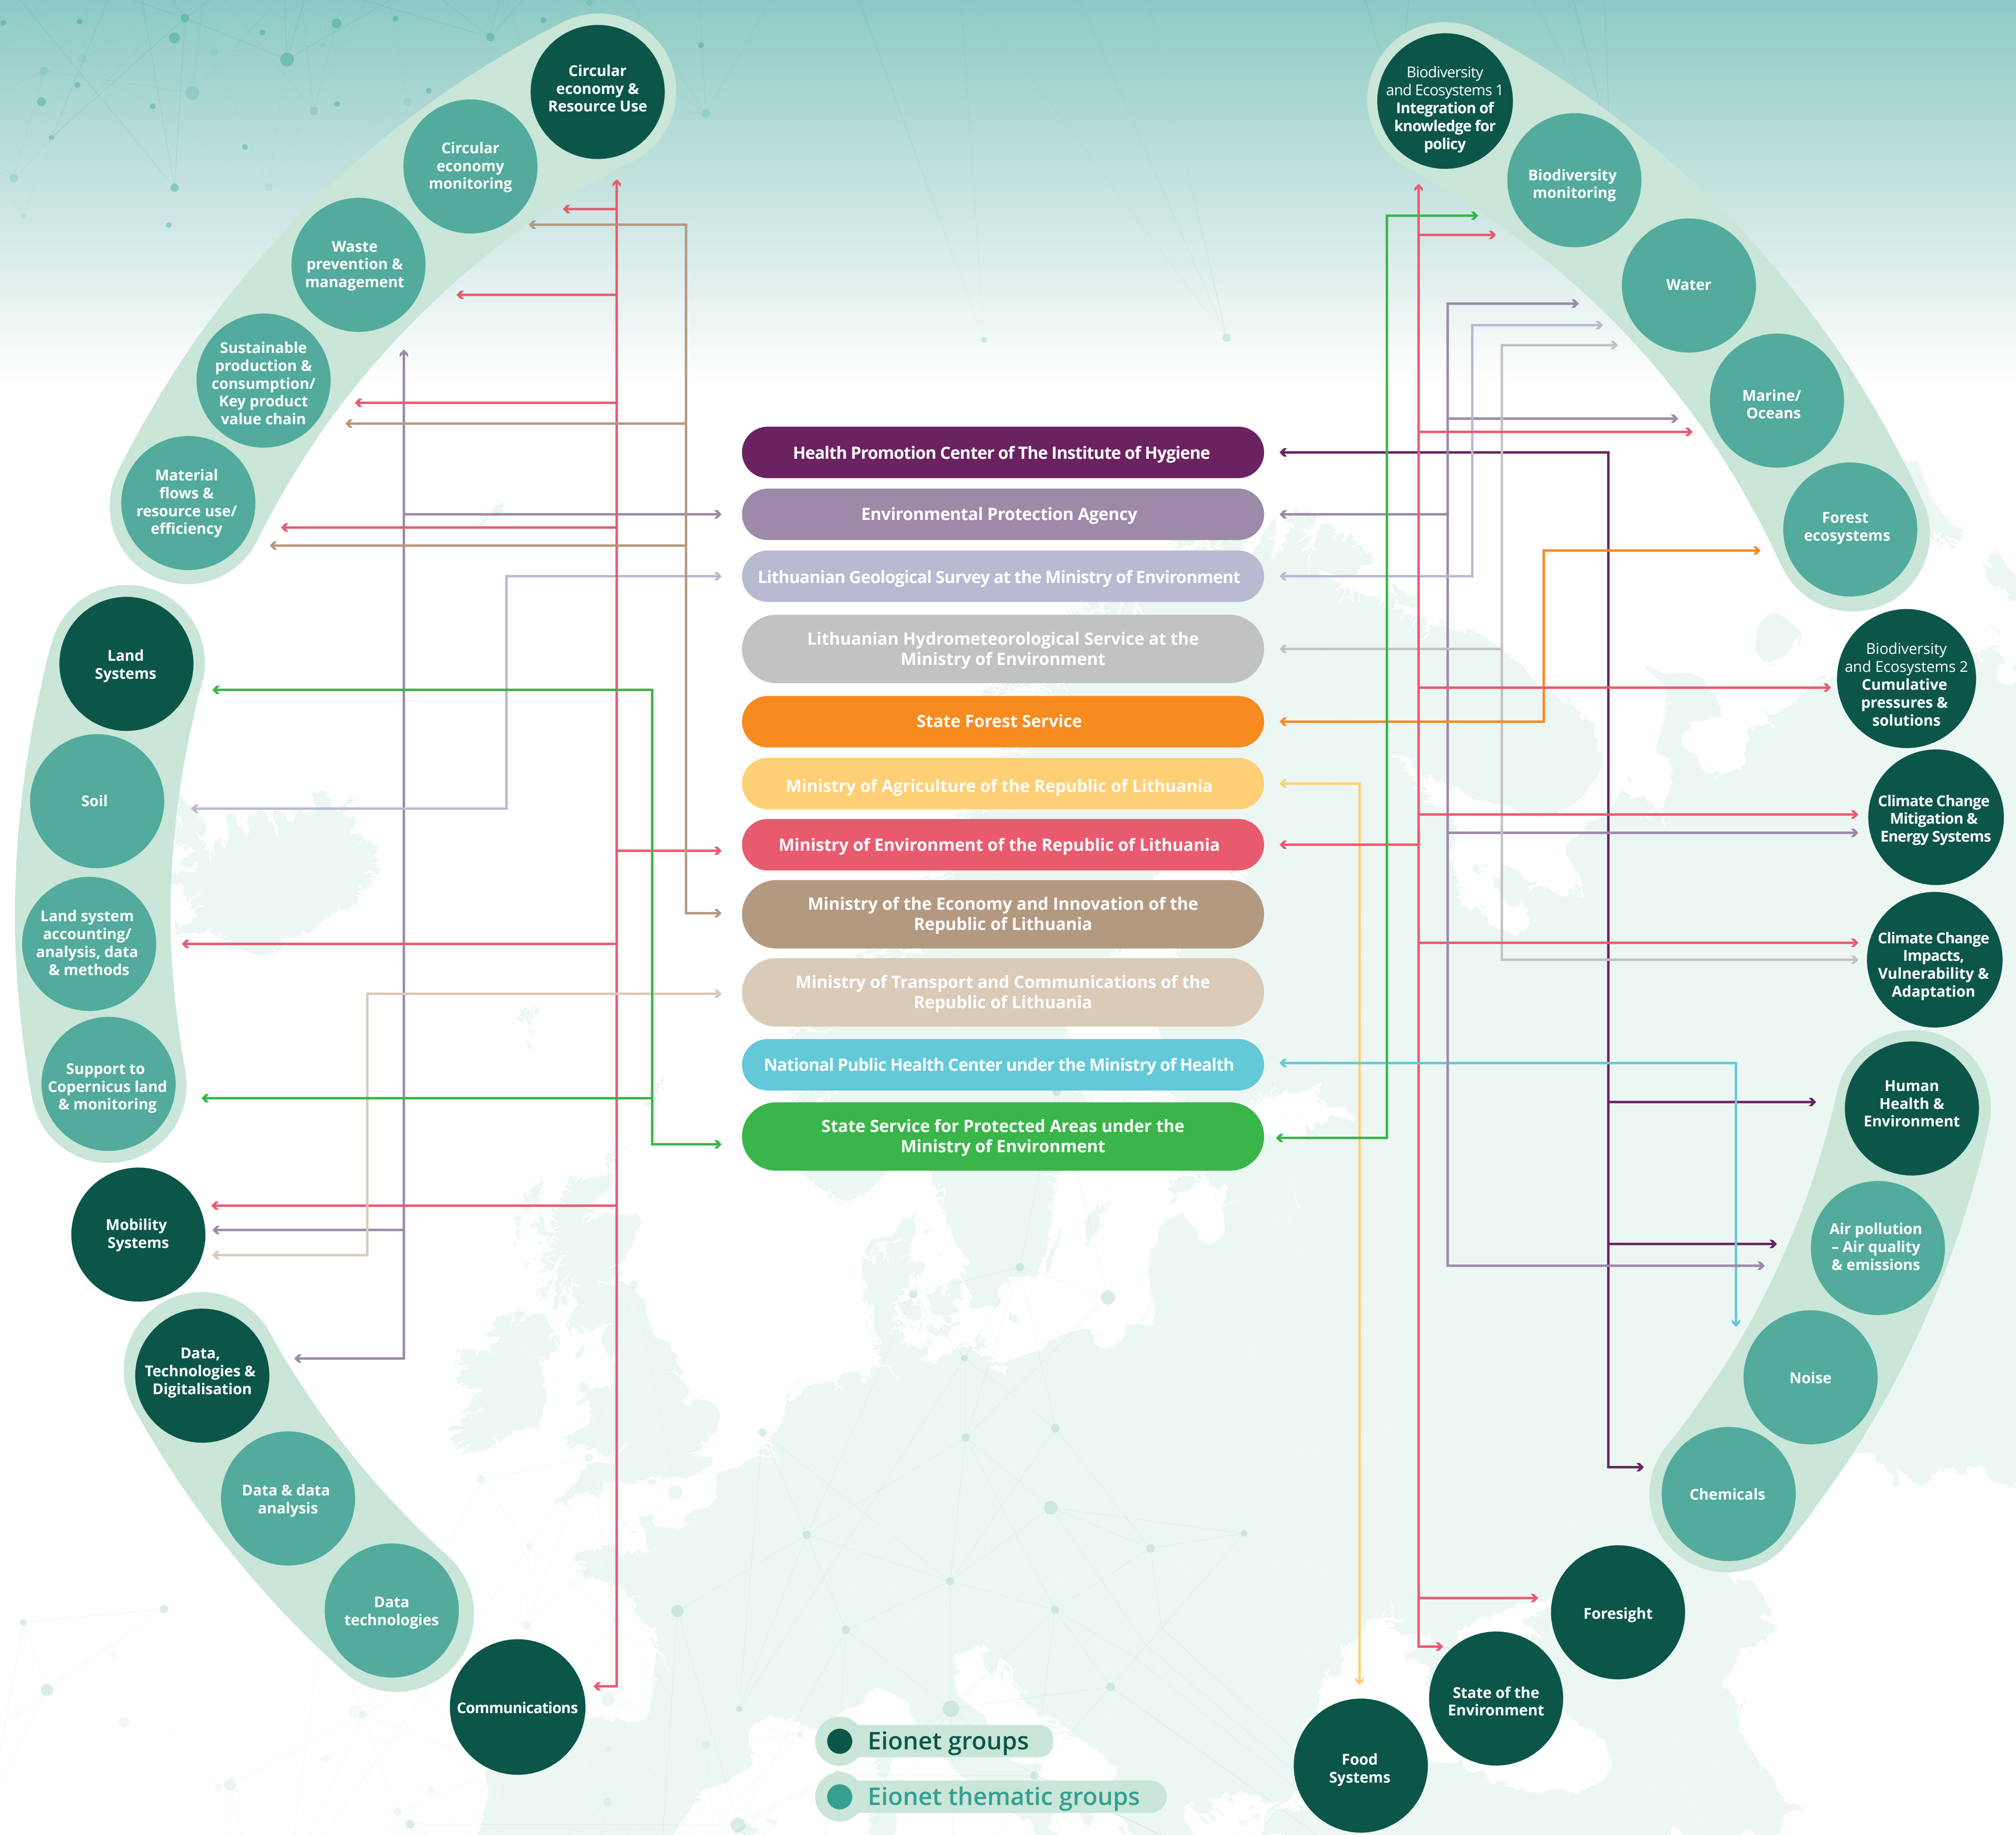 Circular
economy &
Resource Use
Circular
economy
monitoring
Waste
prevention &
management
Sustainable
production &
consumption/
Key product
value chain
Material
flows &
resource use/
efficiency
Land
Systems
Soil
Land system
accounting/
analysis, data
& methods
Support to
Copernicus land
& monitoring
Mobility
Systems
Data,
Technologies &
Digitalisation
Data & data
analysis
Data
technologies
Communications
Health Promotion Center of The Institute of Hygiene
Environmental Protection Agency
Lithuanian Geological Survey at the Ministry of Environment
Lithuanian Hydrometeorological Service at the
Ministry of Environment
State Forest Service
Ministry of Agriculture of the Republic of Lithuania
Ministry of Environment of the Republic of Lithuania
Ministry of the Economy and Innovation of the
Republic of Lithuania
Ministry of Transport and Communications of the
Republic of Lithuania
National Public Health Center under the Ministry of Health
State Service for Protected Areas under the
Ministry of Environment
Biodiversity
and Ecosystems 1
Integration of
knowledge for
policy
Biodiversity
monitoring
Water
Marine/
Oceans
Forest
ecosystems
Biodiversity
and Ecosystems 2
Cumulative
pressures &
solutions
Climate Change
Mitigation &
Energy Systems
Climate Change
Impacts,
Vulnerability &
Adaptation
Human
Health &
Environment
Air pollution
– Air quality
& emissions
Noise
Chemicals
Foresight
State of the
Environment
Food
Systems
Eionet groups
Eionet thematic groups